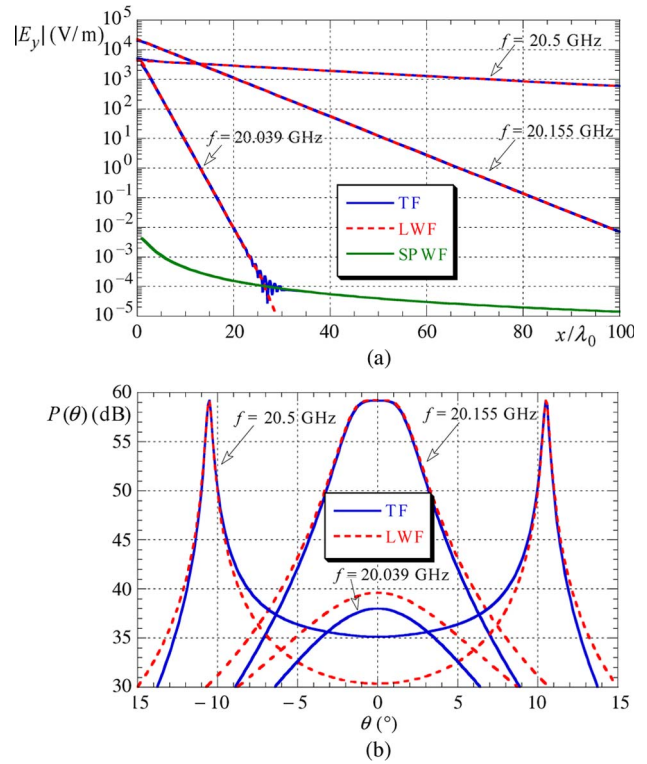 |E_y| (V/m)
10^5
10^4
10^3
10^2
10^1
10^0
10^−1
10^−2
10^−3
10^−4
10^−5
f = 20.5 GHz
f = 20.039 GHz
f = 20.155 GHz
TF
LWF
SPWF
0 20 40 60 80 x/λ_0 100
(a)
P(θ) (dB)
60
55
50
45
40
35
30
f = 20.5 GHz
f = 20.155 GHz
TF
LWF
f = 20.039 GHz
15 −10 −5 0 5 10 15
θ (°)
(b)